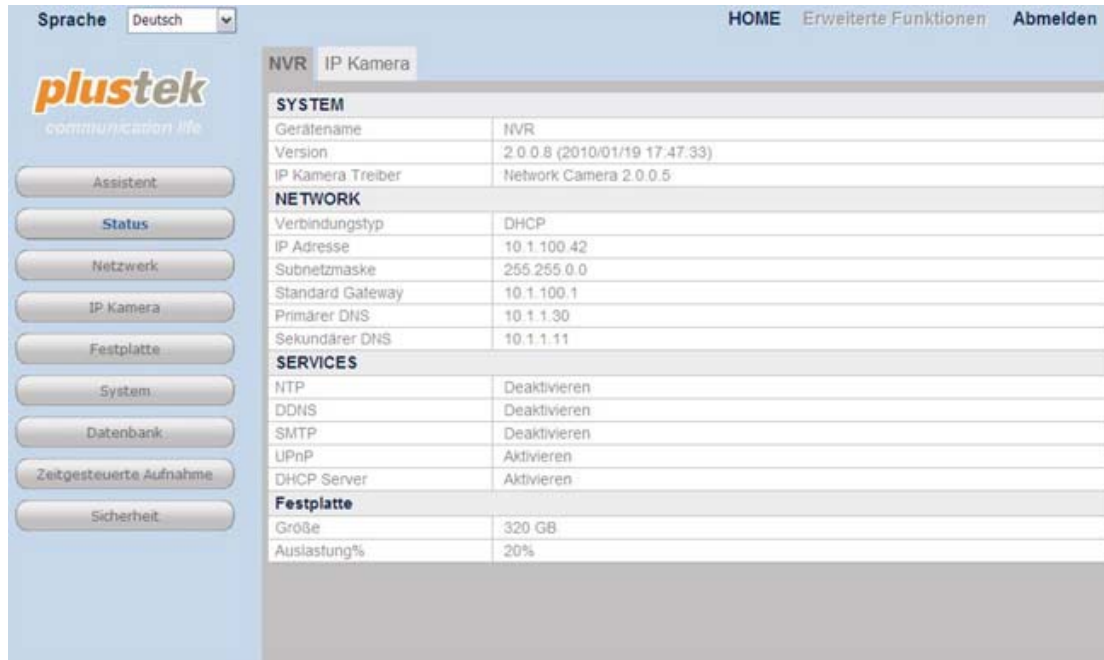 Sprache Deutsch HOME Erweiterte Funktionen Abmelden
plustek
communication life
Assistent
Status
Netzwerk
IP Kamera
Festplatte
System
Datenbank
Zeitgesteuerte Aufnahme
Sicherheit
NVR IP Kamera
SYSTEM
Gerätename NVR
Version 2.0.0.8 (2010/01/19 17.47.33)
IP Kamera Treiber Network Camera 2.0.0.5
NETWORK
Verbindungstyp DHCP
IP Adresse 10.1.100.42
Subnetzmaske 255.255.0.0
Standard Gateway 10.1.100.1
Primärer DNS 10.1.1.30
Sekundärer DNS 10.1.1.11
SERVICES
NTP Deaktivieren
DDNS Deaktivieren
SMTP Deaktivieren
UPnP Aktivieren
DHCP Server Aktivieren
Festplatte
Größe 320 GB
Auslastung% 20%